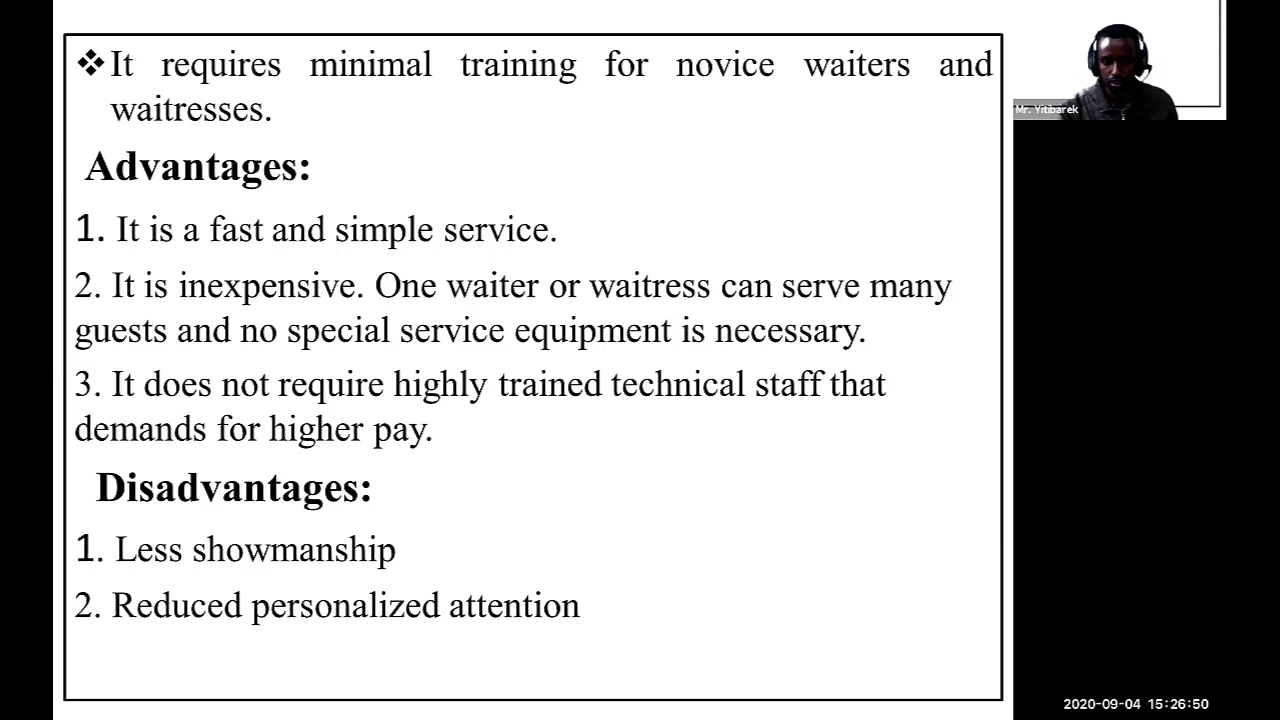 ❖It requires minimal training for novice waiters and
waitresses.
Advantages:
1. It is a fast and simple service.
2. It is inexpensive. One waiter or waitress can serve many
guests and no special service equipment is necessary.
3. It does not require highly trained technical staff that
demands for higher pay.
Disadvantages:
1. Less showmanship
2. Reduced personalized attention
Mr. Yitibarek
2020-09-04 15:26:50